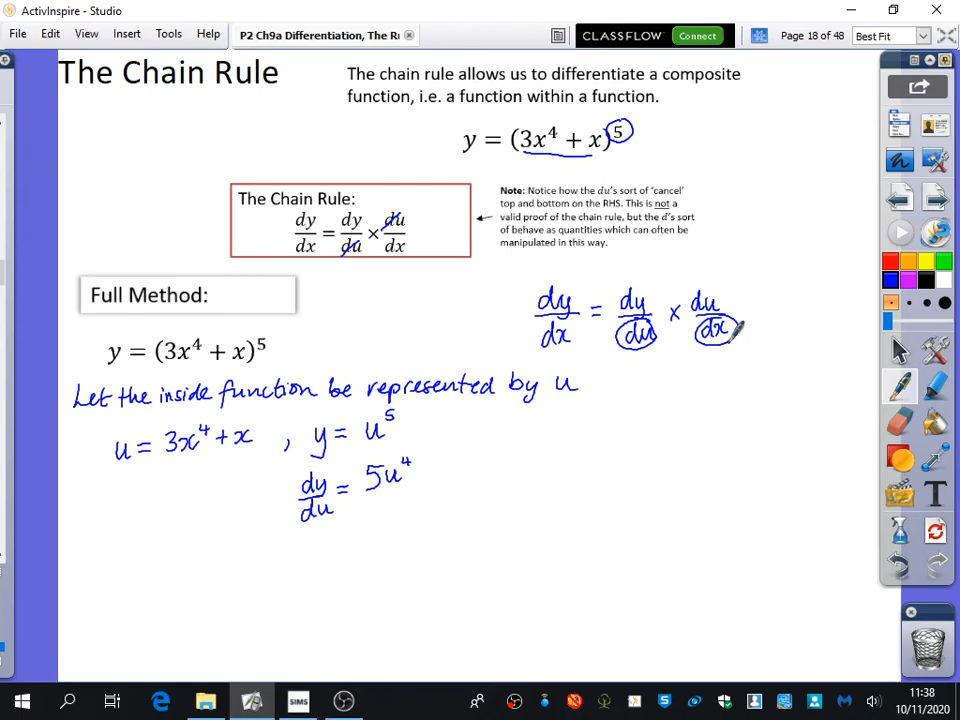 ActivInspire - Studio
File Edit View Insert Tools Help
P2 Ch9a Differentiation, The Ru
CLASSFLOW Connect
Page 18 of 48
Best Fit
The Chain Rule
The chain rule allows us to differentiate a composite
function, i.e. a function within a function.
y = (3x⁴ + x)⁵
The Chain Rule:
dy/dx = dy/du × du/dx
Note: Notice how the du's sort of 'cancel'
top and bottom on the RHS. This is not a
valid proof of the chain rule, but the d's sort
of behave as quantities which can often be
manipulated in this way.
Full Method:
dy/dx = dy/du × du/dx
y = (3x⁴ + x)⁵
Let the inside function be represented by u
u = 3x⁴ + x , y = u⁵
dy/du = 5u⁴
SIMS
11:38
10/11/2020